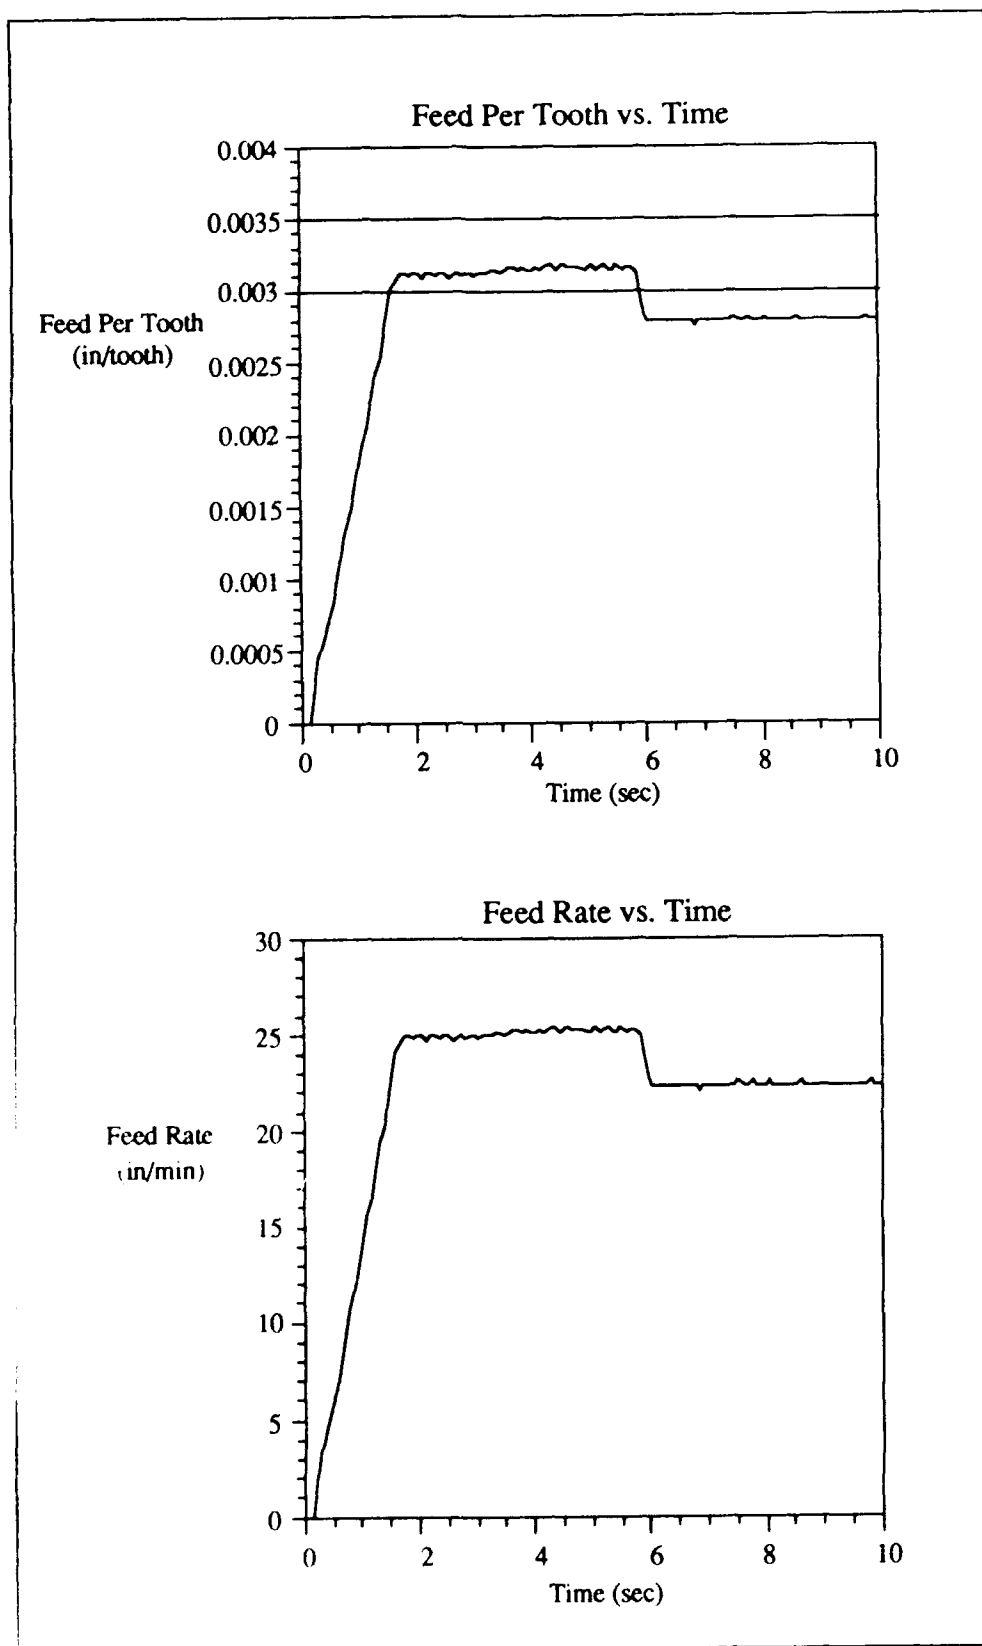 Feed Per Tooth vs. Time
0.004
0.0035
0.003
Feed Per Tooth
(in/tooth)
0.0025
0.002
0.0015
0.001
0.0005
0
0 2 4 6 8 10
Time (sec)
Feed Rate vs. Time
30
25
20
Feed Rate
(in/min)
15
10
5
0
0 2 4 6 8 10
Time (sec)